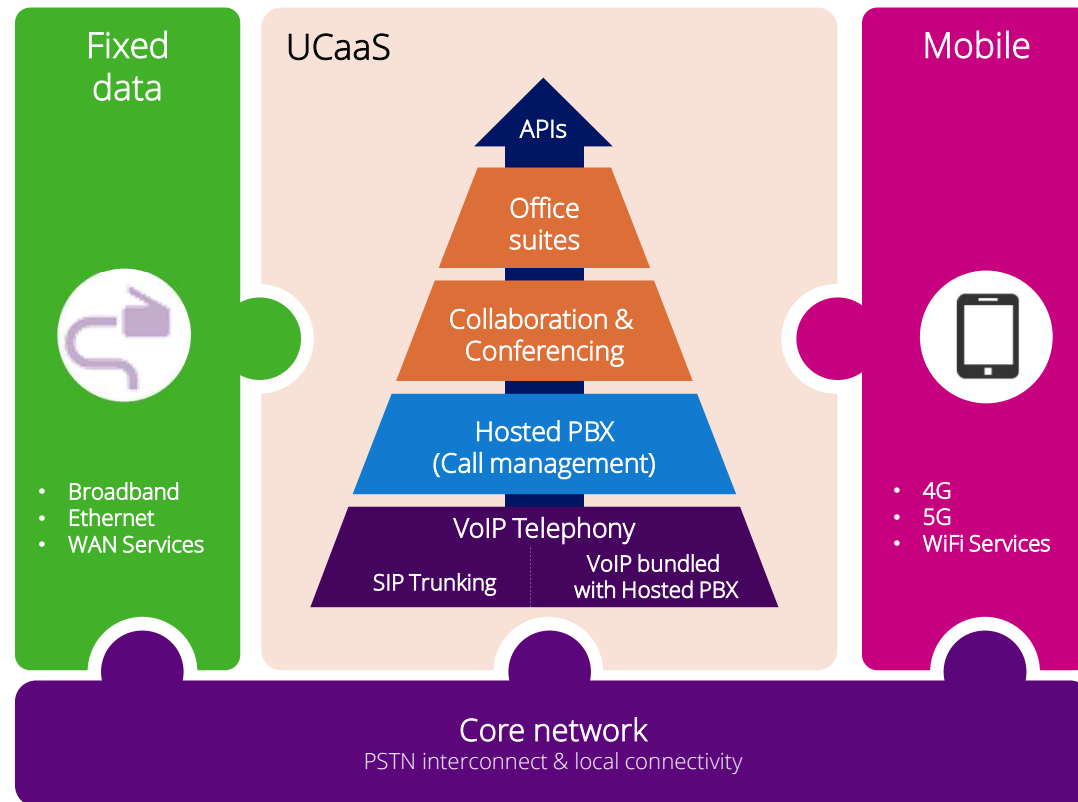 Fixed
data
UCaaS
Mobile
APIs
Office
suites
Collaboration &
Conferencing
Hosted PBX
(Call management)
• Broadband
• Ethernet
• WAN Services
VoIP Telephony
SIP Trunking
VoIP bundled
with Hosted PBX
• 4G
• 5G
• WiFi Services
Core network
PSTN interconnect & local connectivity